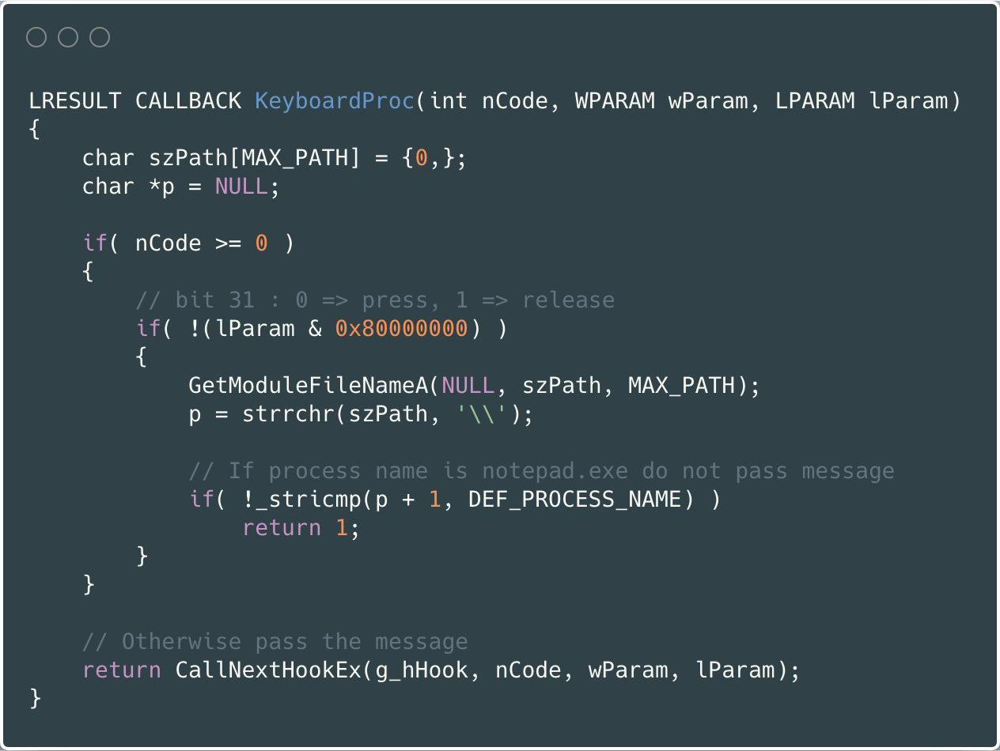 LRESULT CALLBACK KeyboardProc(int nCode, WPARAM wParam, LPARAM lParam)
{
    char szPath[MAX_PATH] = {0,};
    char *p = NULL;

    if( nCode >= 0 )
    {
        // bit 31 : 0 => press, 1 => release
        if( !(lParam & 0x80000000) )
        {
            GetModuleFileNameA(NULL, szPath, MAX_PATH);
            p = strrchr(szPath, '\\');

            // If process name is notepad.exe do not pass message
            if( !_stricmp(p + 1, DEF_PROCESS_NAME) )
                return 1;
        }
    }

    // Otherwise pass the message
    return CallNextHookEx(g_hHook, nCode, wParam, lParam);
}